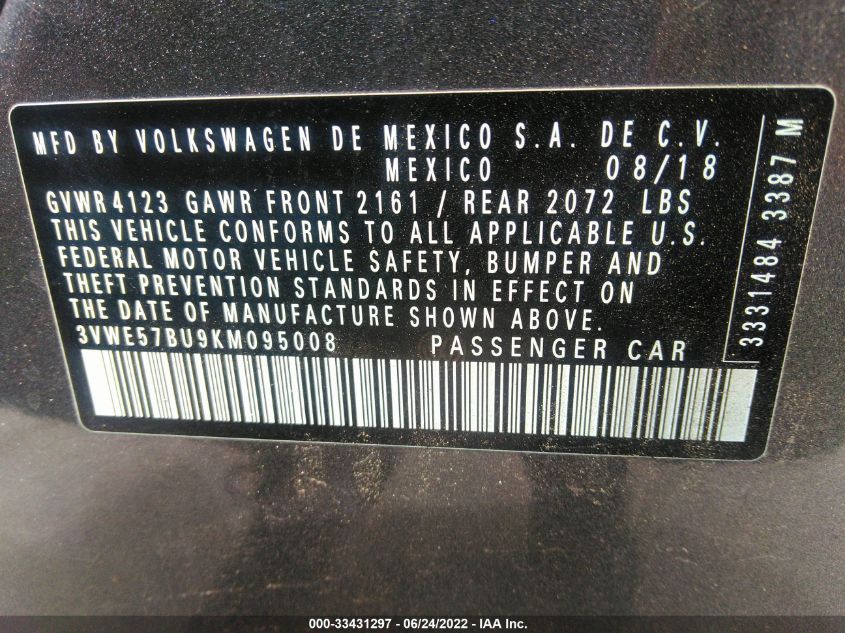 MFD BY VOLKSWAGEN DE MEXICO S.A. DE C.V.
MEXICO 08/18
GVWR 4123 GAWR FRONT 2161 / REAR 2072 LBS
THIS VEHICLE CONFORMS TO ALL APPLICABLE U.S.
FEDERAL MOTOR VEHICLE SAFETY, BUMPER AND
THEFT PREVENTION STANDARDS IN EFFECT ON
THE DATE OF MANUFACTURE SHOWN ABOVE.
3VWE57BU9KM095008 PASSENGER CAR
3331484 3387 M
000-33431297 - 06/24/2022 - IAA Inc.